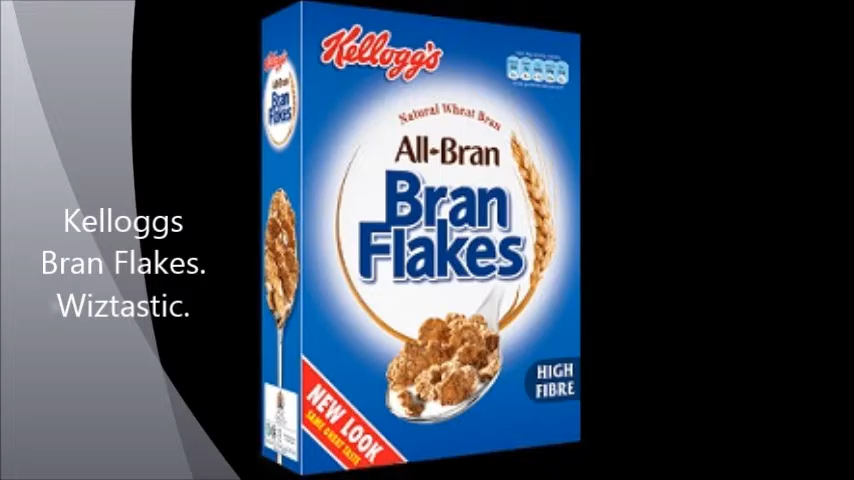 Kelloggs
Bran Flakes.
Wiztastic.
Kellogg's
Natural Wheat Bran
All-Bran
Bran
Flakes
HIGH
FIBRE
NEW LOOK
SAME GREAT TASTE
Kellogg's
All-Bran
Bran
Flakes